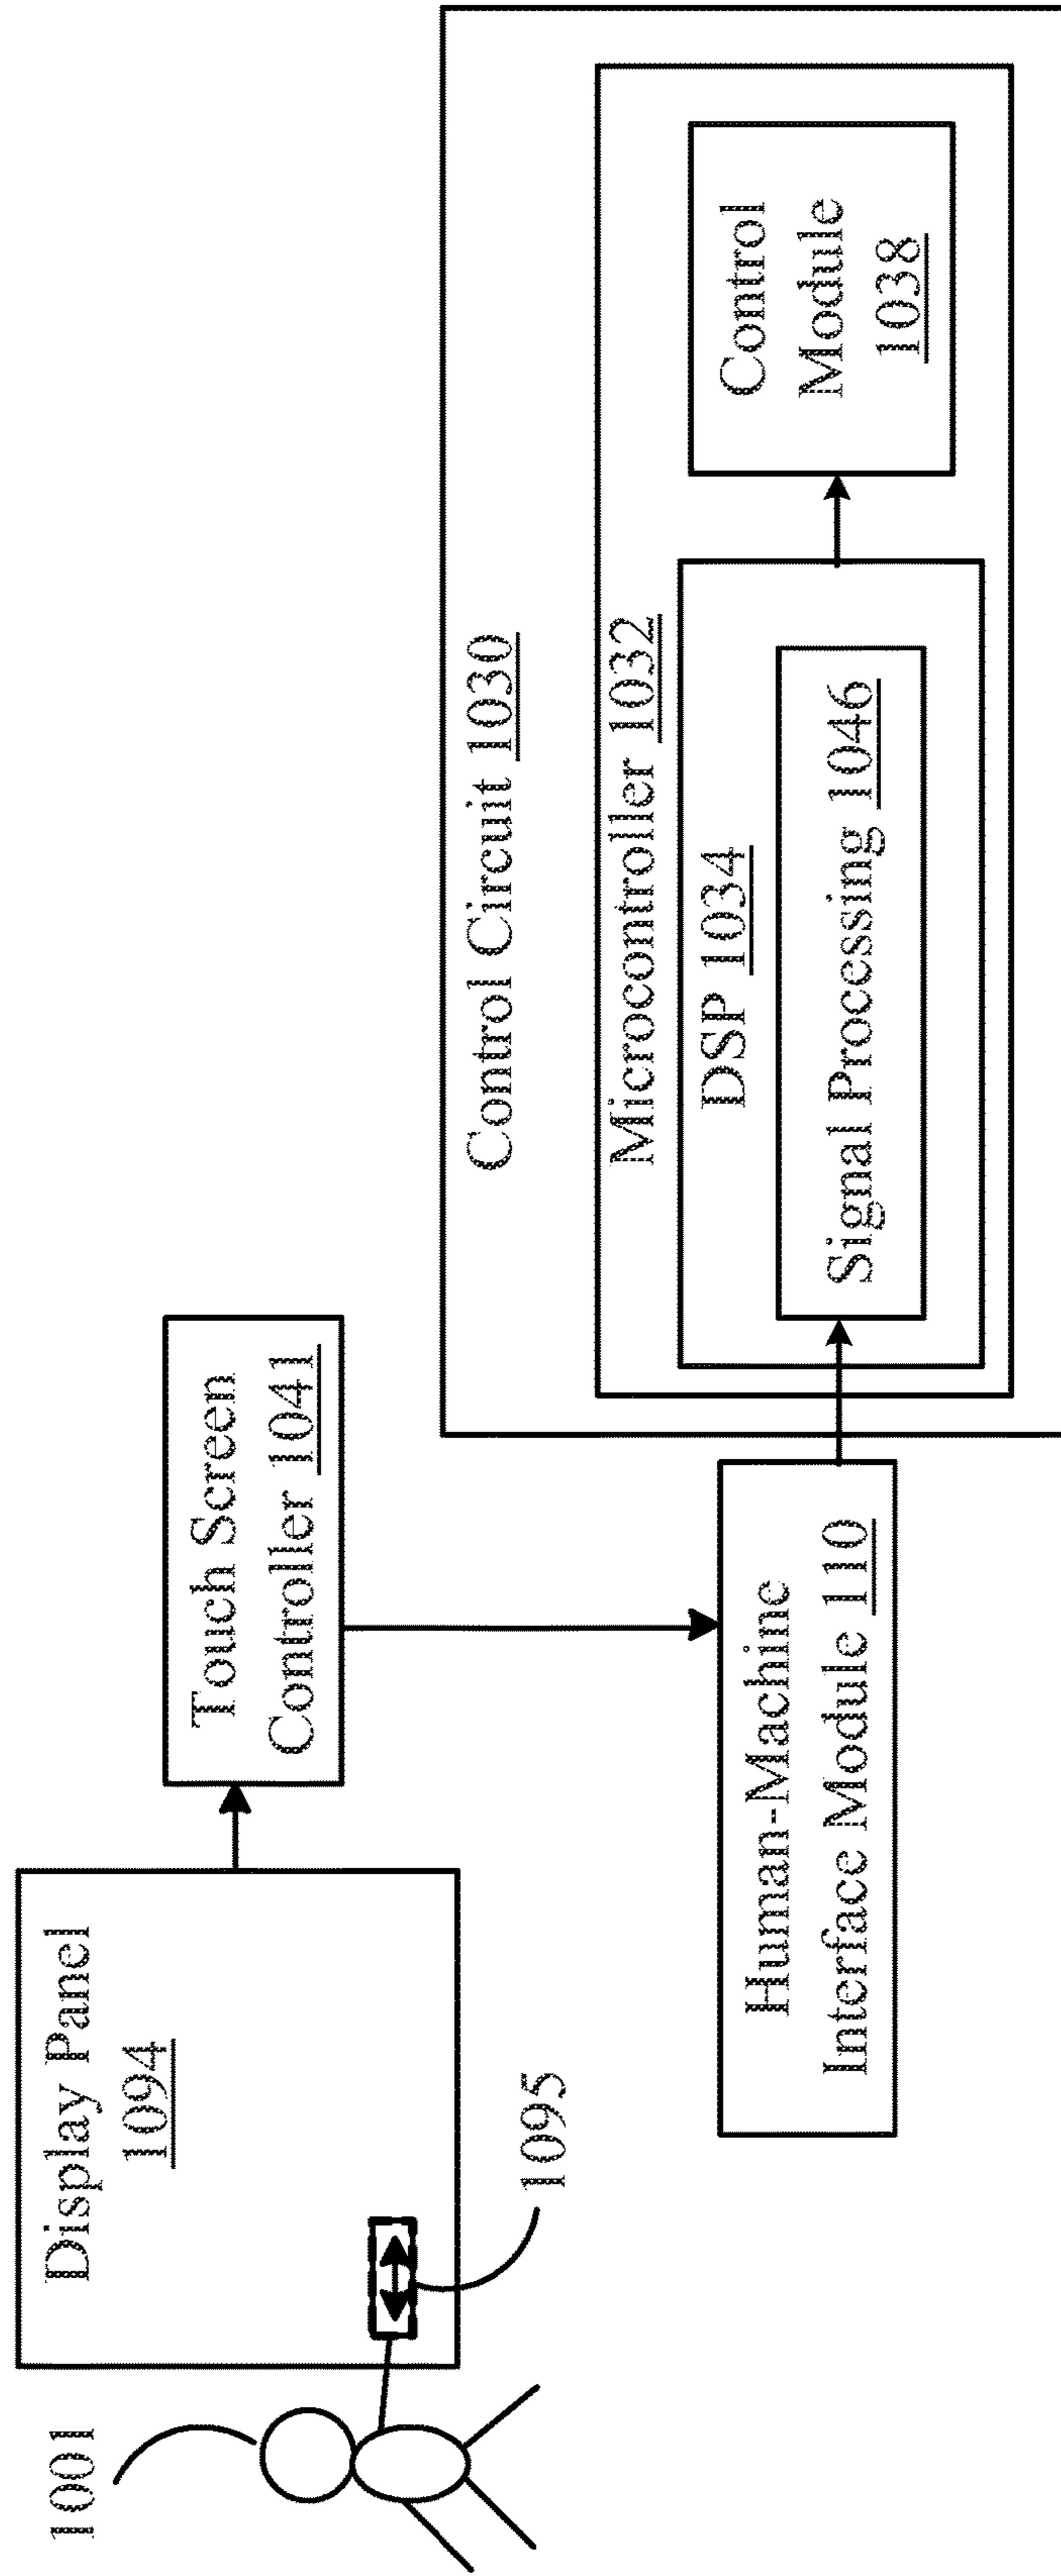 1001
Display Panel
1094
1095
Touch Screen
Controller 1041
Human-Machine
Interface Module 110
Control Circuit 1030
Microcontroller 1032
DSP 1034
Signal Processing 1046
Control
Module
1038